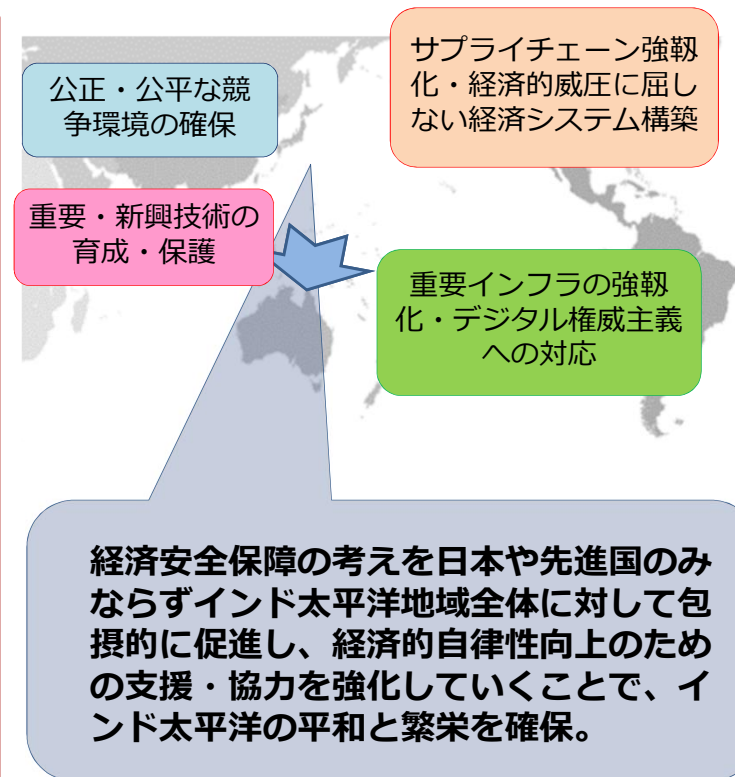 公正・公平な競
争環境の確保
サプライチェーン強靱
化・経済的威圧に屈し
ない経済システム構築
重要・新興技術の
育成・保護
重要インフラの強靱
化・デジタル権威主義
への対応
経済安全保障の考えを日本や先進国のみ
ならずインド太平洋地域全体に対して包
摂的に促進し、経済的自律性向上のため
の支援・協力を強化していくことで、イ
ンド太平洋の平和と繁栄を確保。